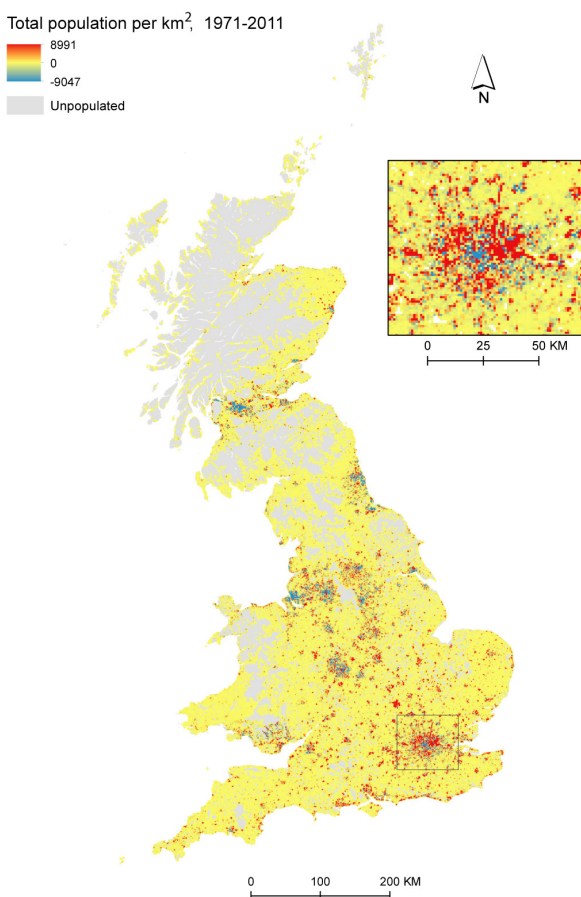 Total population per km², 1971-2011
8991
0
-9047
Unpopulated
N
0 25 50 KM
0 100 200 KM